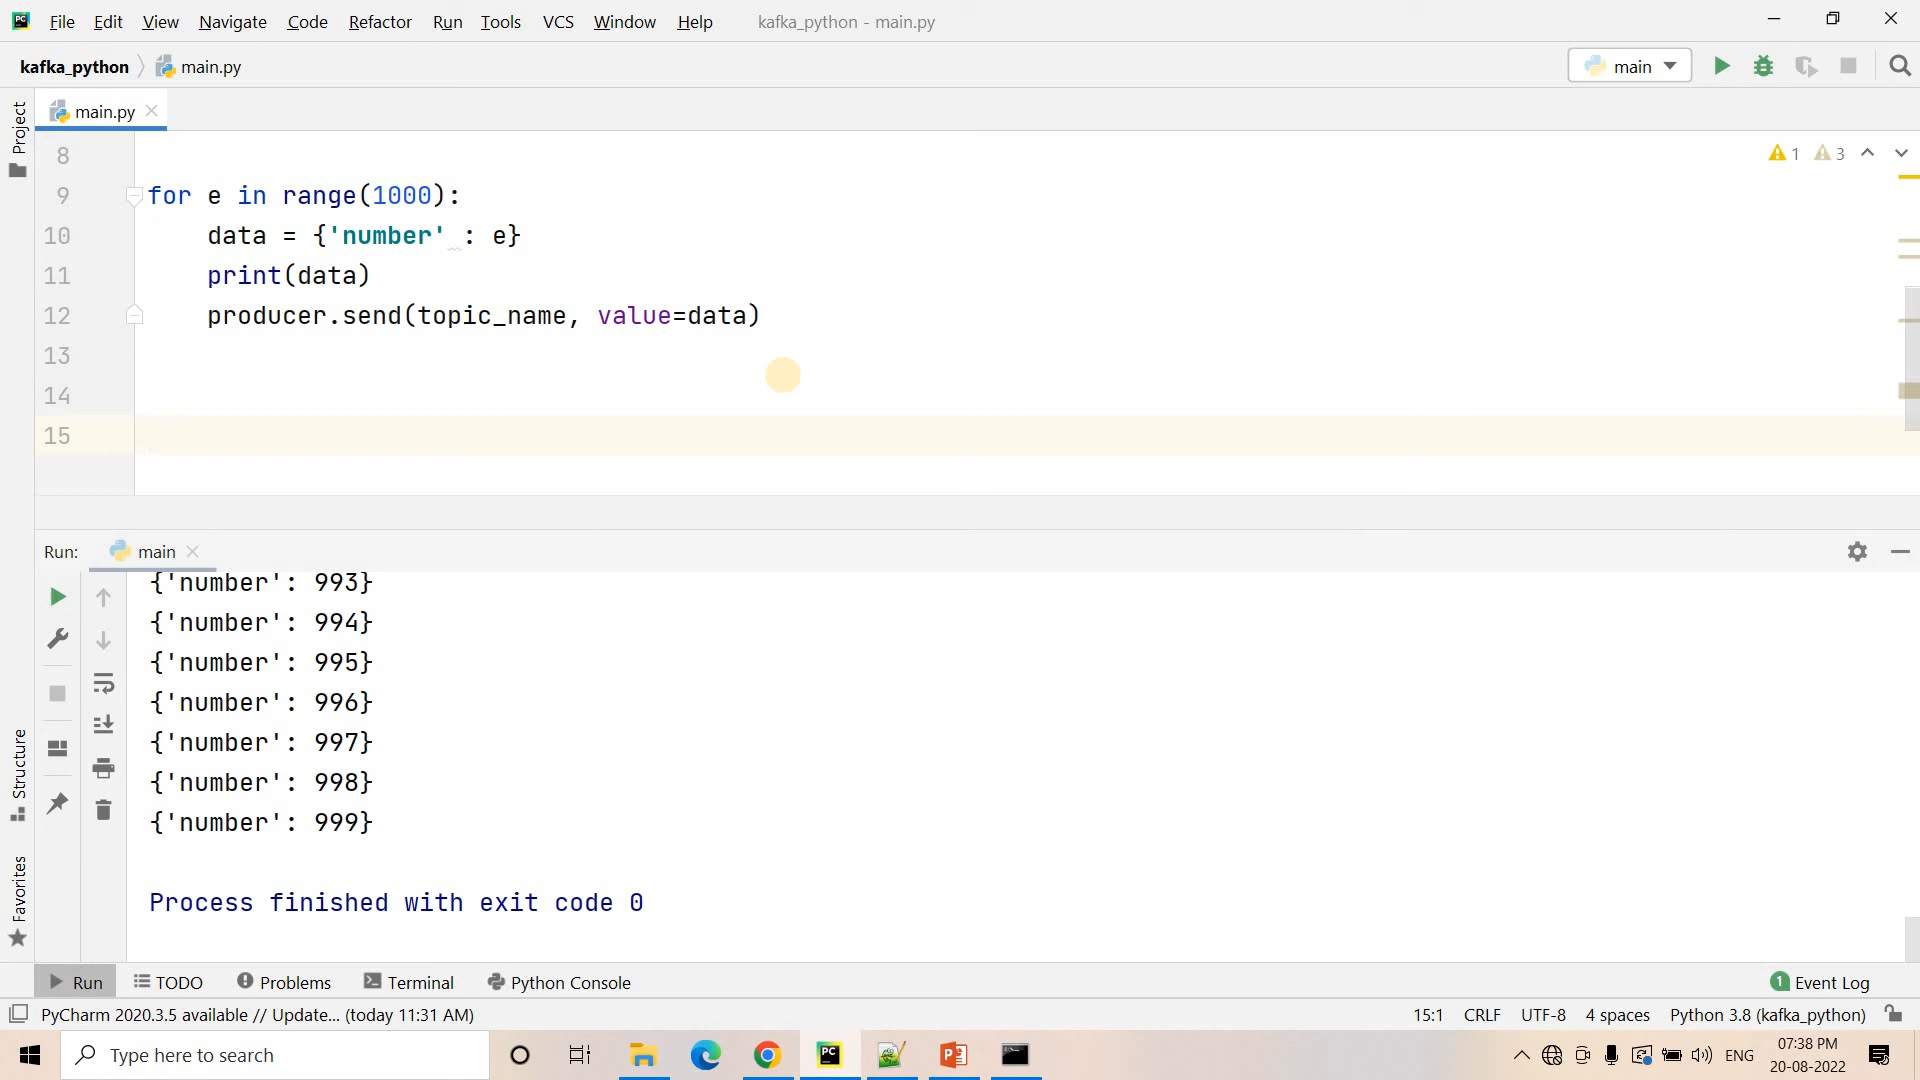 File Edit View Navigate Code Refactor Run Tools VCS Window Help kafka_python - main.py
kafka_python main.py
main
Project
main.py
8
1 3
9 for e in range(1000):
10 data = {'number' : e}
11 print(data)
12 producer.send(topic_name, value=data)
13
14
15
Run: main
{'number': 993}
{'number': 994}
{'number': 995}
{'number': 996}
{'number': 997}
{'number': 998}
{'number': 999}
Process finished with exit code 0
Structure
Favorites
Run TODO Problems Terminal Python Console 1 Event Log
PyCharm 2020.3.5 available // Update... (today 11:31 AM) 15:1 CRLF UTF-8 4 spaces Python 3.8 (kafka_python)
Type here to search PC ENG 07:38 PM
20-08-2022